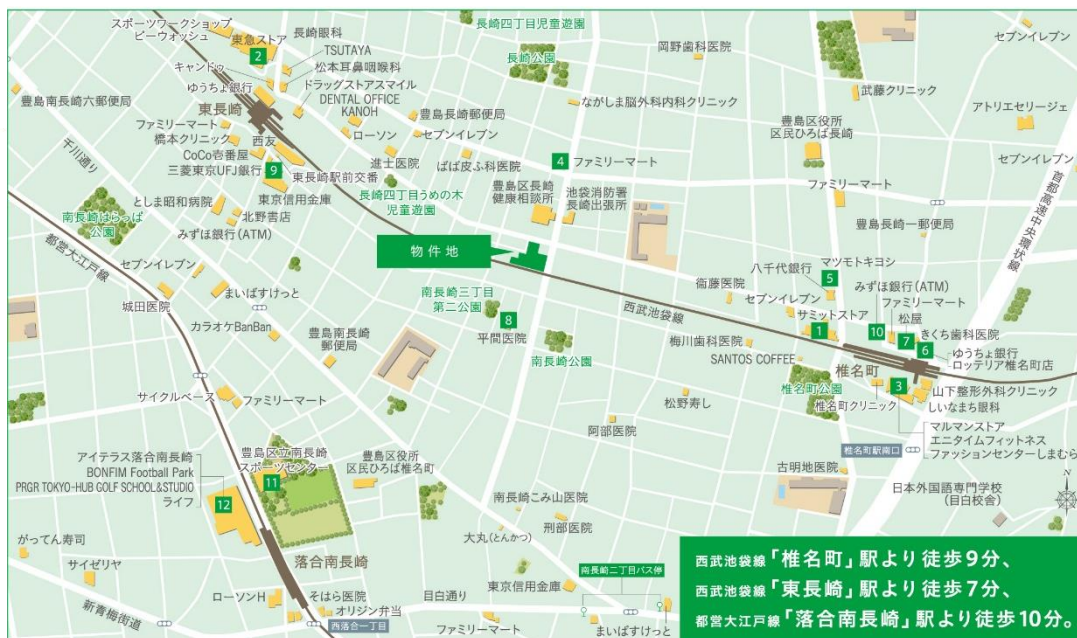 スポーツワークショップ
ビーウォッシュ
東急ストア
2
長崎眼科
TSUTAYA
松本耳鼻咽喉科
キャンドゥ
ゆうちょ銀行
ドラッグストアスマイル
DENTAL OFFICE
KANOH
東長崎
豊島南長崎六郵便局
ファミリーマート
橋本クリニック
西友
CoCo壱番屋
三菱東京UFJ銀行
9
東長崎駅前交番
東京信用金庫
ローソン
豊島長崎郵便局
セブンイレブン
進士医院
ばば皮ふ科医院
長崎四丁目児童遊園
長崎公園
岡野歯科医院
ながしま脳外科内科クリニック
セブンイレブン
武藤クリニック
アトリエセリージェ
豊島区役所
区民ひろば長崎
4
ファミリーマート
セブンイレブン
ファミリーマート
首都高速中央環状線
千川通り
南長崎はらっぱ
公園
としま昭和病院
北野書店
みずほ銀行(ATM)
長崎四丁目うめの木
児童遊園
豊島区長崎
健康相談所
池袋消防署
長崎出張所
豊島長崎一郵便局
物件地
都営大江戸線
セブンイレブン
城田医院
まいばすけっと
カラオケBanBan
南長崎三丁目
第二公園
8
平間医院
南長崎公園
西武池袋線
衞藤医院
八千代銀行
5
マツモトキヨシ
セブンイレブン
みずほ銀行(ATM)
ファミリーマート
サミットストア
1
10
松屋
7
きくち歯科医院
6
ゆうちょ銀行
ロッテリア椎名町店
梅川歯科医院
SANTOS COFFEE
椎名町
3
山下整形外科クリニック
しいなまち眼科
椎名町公園
椎名町クリニック
マルマンストア
エニタイムフィットネス
ファッションセンターしまむら
椎名町駅南口
豊島南長崎
郵便局
サイクルベース
ファミリーマート
松野寿し
阿部医院
古明地医院
日本外国語専門学校
(目白校舎)
アイテラス落合南長崎
BONFIM Football Park
PRGR TOKYO-HUB GOLF SCHOOL&STUDIO
ライフ
12
豊島区立南長崎
スポーツセンター
11
豊島区役所
区民ひろば椎名町
南長崎こみ山医院
刑部医院
大丸(とんかつ)
がってん寿司
サイゼリヤ
新青梅街道
落合南長崎
ローソンH
そはら医院
オリジン弁当
西落合一丁目
目白通り
東京信用金庫
南長崎二丁目バス停
ファミリーマート
まいばすけっと
西武池袋線「椎名町」駅より徒歩9分、
西武池袋線「東長崎」駅より徒歩7分、
都営大江戸線「落合南長崎」駅より徒歩10分。